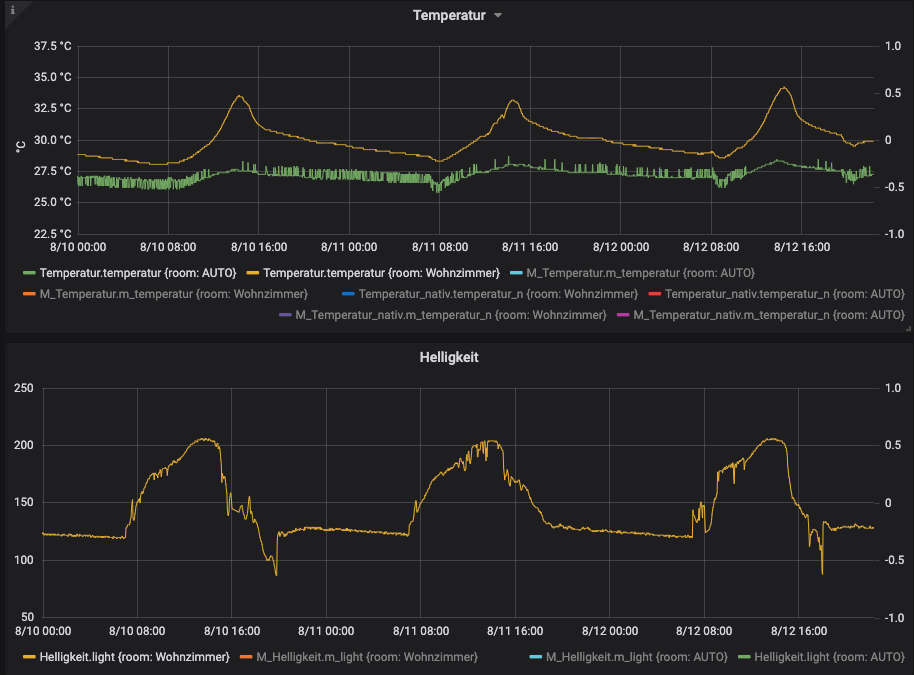 i
Temperatur
37.5 °C 1.0
35.0 °C 0.5
32.5 °C
30.0 °C 0
27.5 °C
25.0 °C -0.5
22.5 °C -1.0
°C
8/10 00:00 8/10 08:00 8/10 16:00 8/11 00:00 8/11 08:00 8/11 16:00 8/12 00:00 8/12 08:00 8/12 16:00
Temperatur.temperatur {room: AUTO} Temperatur.temperatur {room: Wohnzimmer} M_Temperatur.m_temperatur {room: AUTO}
M_Temperatur.m_temperatur {room: Wohnzimmer} Temperatur_nativ.temperatur_n {room: Wohnzimmer} Temperatur_nativ.temperatur_n {room: AUTO}
M_Temperatur_nativ.m_temperatur_n {room: Wohnzimmer} M_Temperatur_nativ.m_temperatur_n {room: AUTO}
Helligkeit
250 1.0
200 0.5
150 0
100 -0.5
50 -1.0
8/10 00:00 8/10 08:00 8/10 16:00 8/11 00:00 8/11 08:00 8/11 16:00 8/12 00:00 8/12 08:00 8/12 16:00
Helligkeit.light {room: Wohnzimmer} M_Helligkeit.m_light {room: Wohnzimmer} M_Helligkeit.m_light {room: AUTO} Helligkeit.light {room: AUTO}